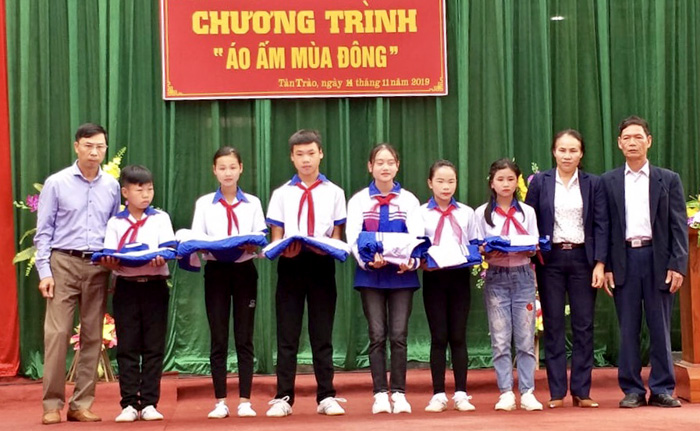 CHƯƠNG TRÌNH
"ÁO ẤM MÙA ĐÔNG"
Tân Trào, ngày 14 tháng 11 năm 2019